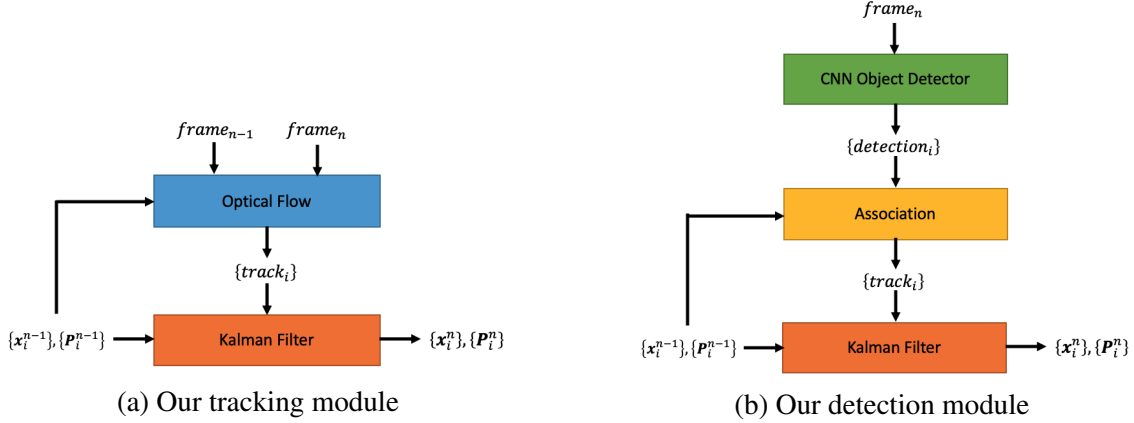 frame_{n-1} frame_n
Optical Flow
{track_i}
{x_i^{n-1}},{P_i^{n-1}}
Kalman Filter
{x_i^n},{P_i^n}
(a) Our tracking module
frame_n
CNN Object Detector
{detection_i}
Association
{track_i}
{x_i^{n-1}},{P_i^{n-1}}
Kalman Filter
{x_i^n},{P_i^n}
(b) Our detection module